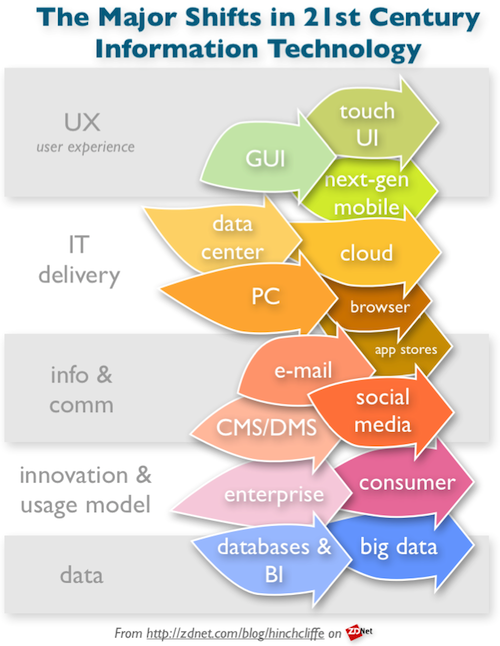 The Major Shifts in 21st Century
Information Technology
UX
user experience
touch
UI
GUI
next-gen
mobile
IT
delivery
data
center
cloud
PC
browser
app stores
info &
comm
e-mail
social
media
CMS/DMS
innovation &
usage model
enterprise
consumer
data
databases &
BI
big data
From http://zdnet.com/blog/hinchcliffe on ZDNet